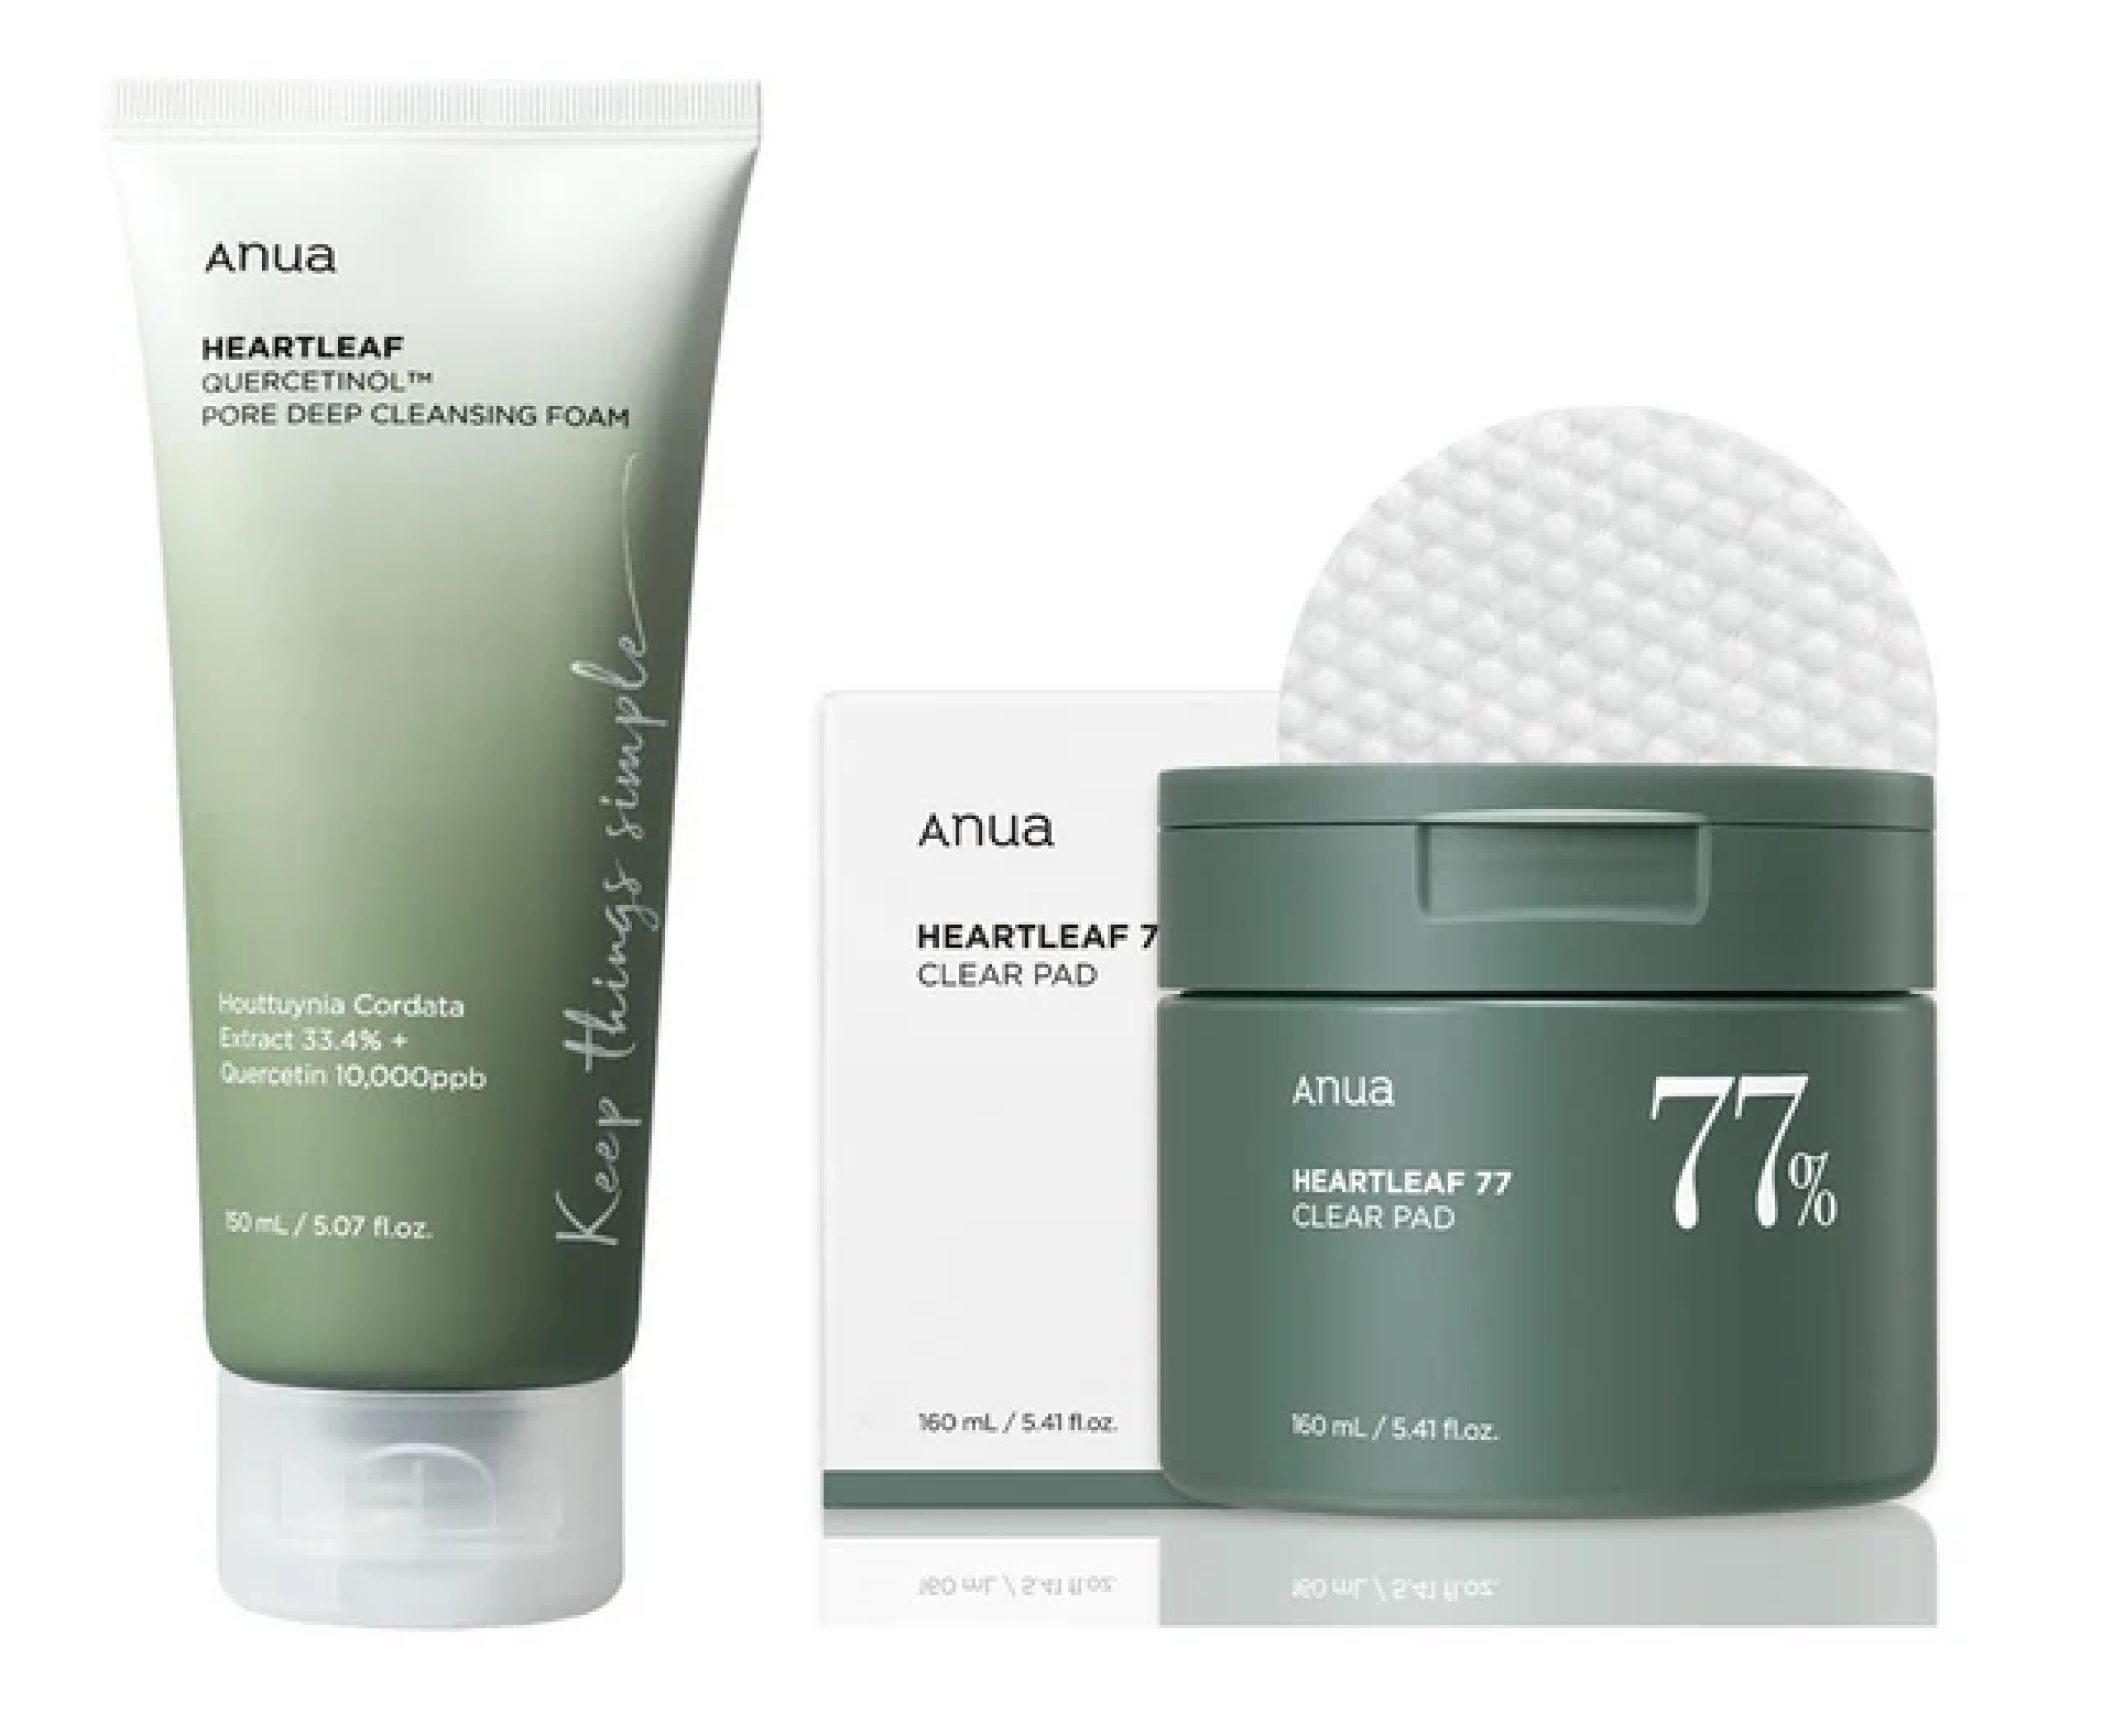 Anua
HEARTLEAF
QUERCETINOL™
PORE DEEP CLEANSING FOAM
Keep things simple
Houttuynia Cordata
Extract 33.4% +
Quercetin 10,000ppb
150 mL / 5.07 fl.oz.
Anua
HEARTLEAF 7
CLEAR PAD
160 mL / 5.41 fl.oz.
Anua
77%
HEARTLEAF 77
CLEAR PAD
160 mL / 5.41 fl.oz.